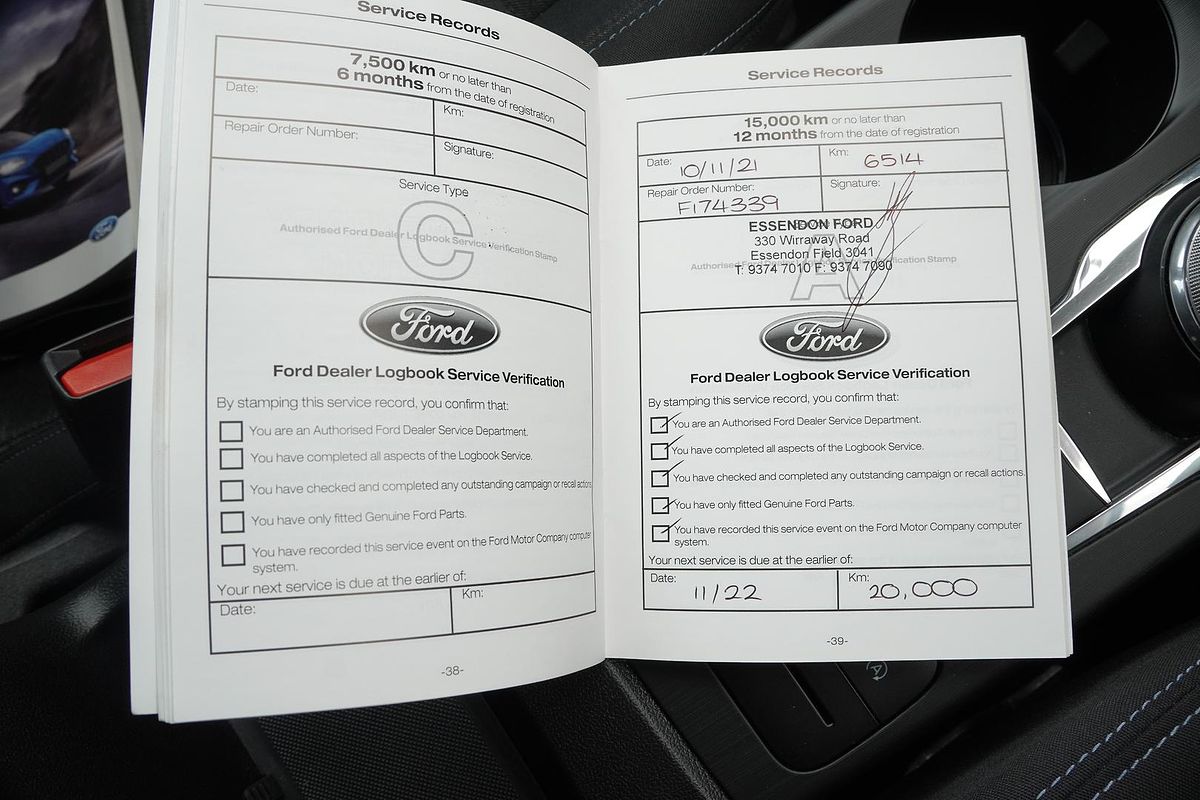 Service Records
7,500 km or no later than
6 months from the date of registration
Date:
Km:
Repair Order Number:
Signature:
Service Type
C
Authorised Ford Dealer Logbook Service Verification Stamp
Ford
Ford Dealer Logbook Service Verification
By stamping this service record, you confirm that:
You are an Authorised Ford Dealer Service Department.
You have completed all aspects of the Logbook Service.
You have checked and completed any outstanding campaign or recall actions
You have only fitted Genuine Ford Parts.
You have recorded this service event on the Ford Motor Company computer
system.
Your next service is due at the earlier of:
Date:
Km:
-38-
Service Records
15,000 km or no later than
12 months from the date of registration
Date: 10/11/21
Km: 6514
Repair Order Number:
F174339
Signature:
ESSENDON FORD
330 Wirraway Road
Essendon Field 3041
T: 9374 7010 F: 9374 7090
A
Authorised Ford Verification Stamp
Ford
Ford Dealer Logbook Service Verification
By stamping this service record, you confirm that:
You are an Authorised Ford Dealer Service Department.
You have completed all aspects of the Logbook Service.
You have checked and completed any outstanding campaign or recall actions.
You have only fitted Genuine Ford Parts.
You have recorded this service event on the Ford Motor Company computer
system.
Your next service is due at the earlier of:
Date: 11/22
Km: 20,000
-39-